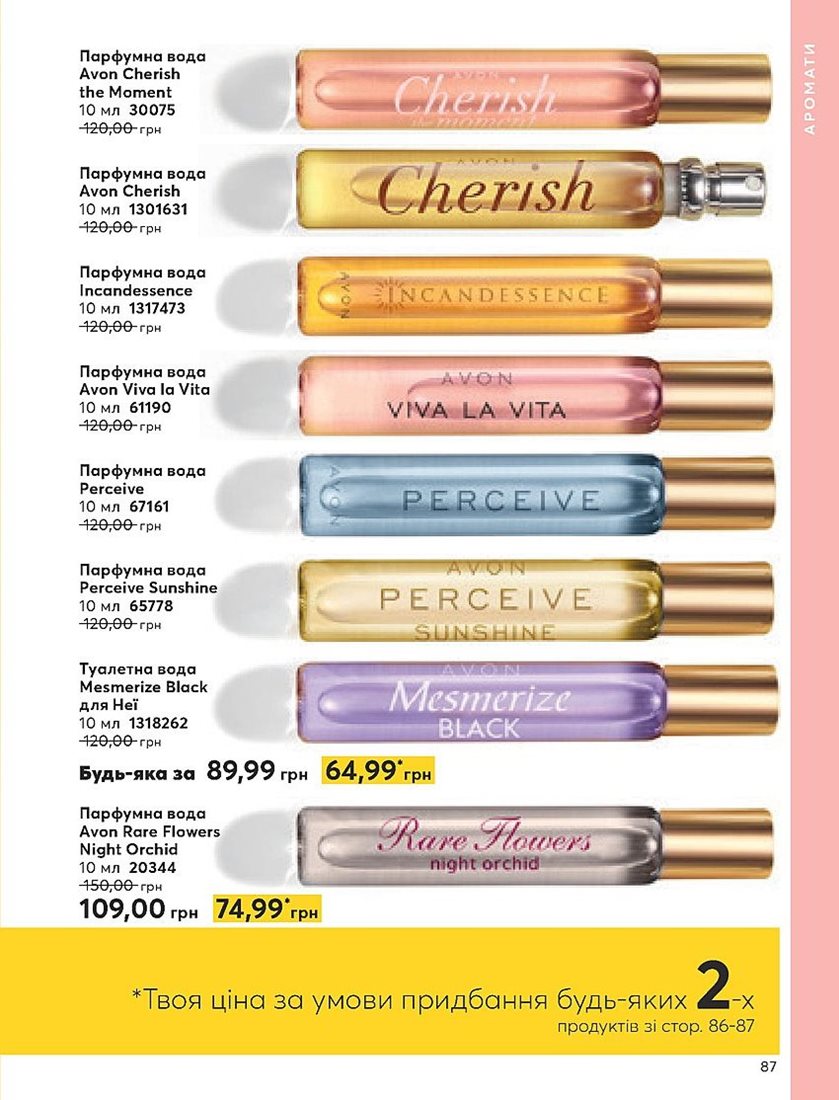 АРОМАТИ
Парфумна вода
Avon Cherish
the Moment
10 мл 30075
120,00 грн
AVON
Cherish
the moment
Парфумна вода
Avon Cherish
10 мл 1301631
120,00 грн
AVON
Cherish
Парфумна вода
Incandessence
10 мл 1317473
120,00 грн
AVON
INCANDESSENCE
Парфумна вода
Avon Viva la Vita
10 мл 61190
120,00 грн
AVON
VIVA LA VITA
Парфумна вода
Perceive
10 мл 67161
120,00 грн
AVON
PERCEIVE
Парфумна вода
Perceive Sunshine
10 мл 65778
120,00 грн
AVON
PERCEIVE
SUNSHINE
Туалетна вода
Mesmerize Black
для Неї
10 мл 1318262
120,00 грн
AVON
Mesmerize
BLACK
Будь-яка за 89,99 грн 64,99* грн
Парфумна вода
Avon Rare Flowers
Night Orchid
10 мл 20344
150,00 грн
109,00 грн 74,99* грн
Rare Flowers
night orchid
*Твоя ціна за умови придбання будь-яких 2-х
продуктів зі стор. 86-87
87